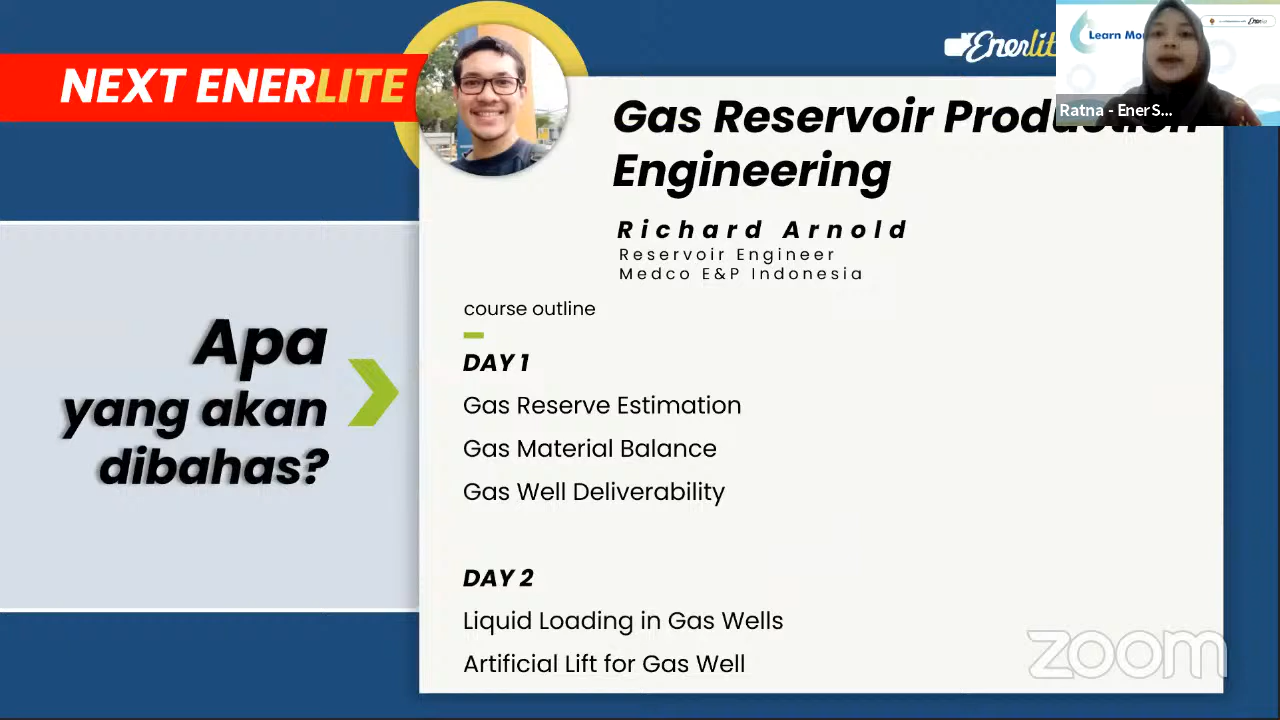 NEXT ENERLITE
Enerlit
Learn Mo
Ratna - EnerS...
Gas Reservoir Production
Engineering
Richard Arnold
Reservoir Engineer
Medco E&P Indonesia
Apa
yang akan
dibahas?
course outline
DAY 1
Gas Reserve Estimation
Gas Material Balance
Gas Well Deliverability
DAY 2
Liquid Loading in Gas Wells
Artificial Lift for Gas Well
zoom